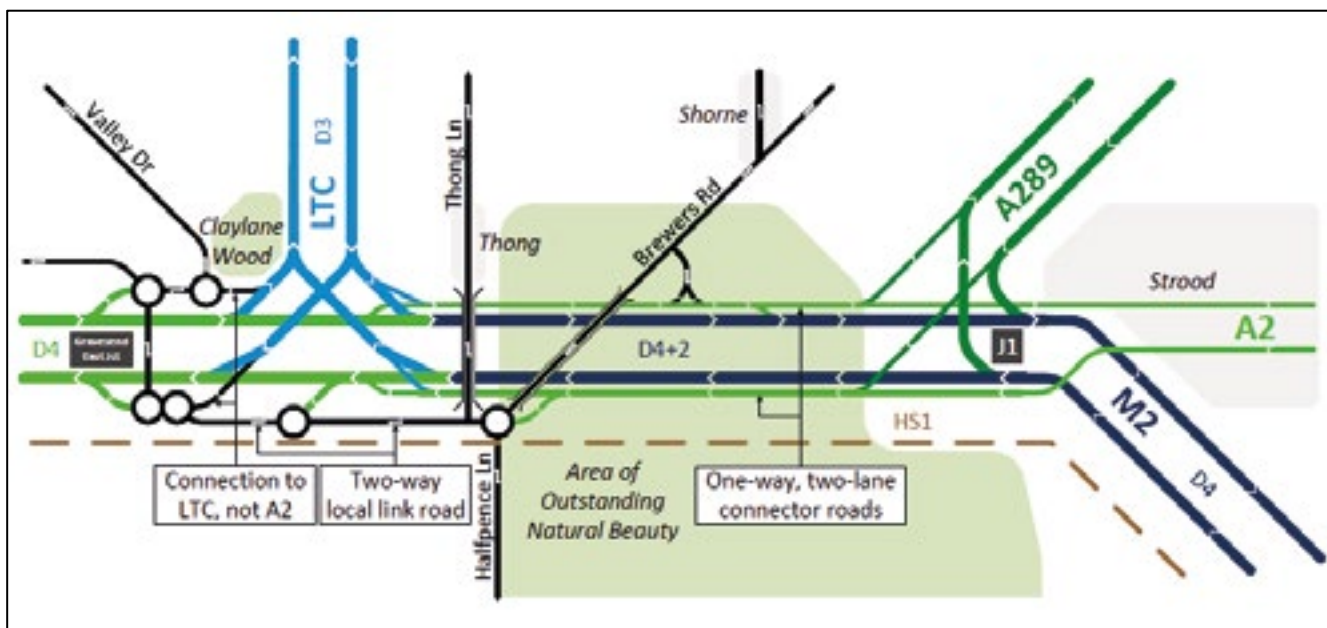 Valley Dr
LTC
D3
Thong Ln
Shorne
Brewers Rd
A289
Claylane
Wood
Thong
Strood
D4
D4+2
J1
A2
M2
HS1
D4
Connection to
LTC, not A2
Two-way
local link road
Halfpence Ln
Area of
Outstanding
Natural Beauty
One-way, two-lane
connector roads